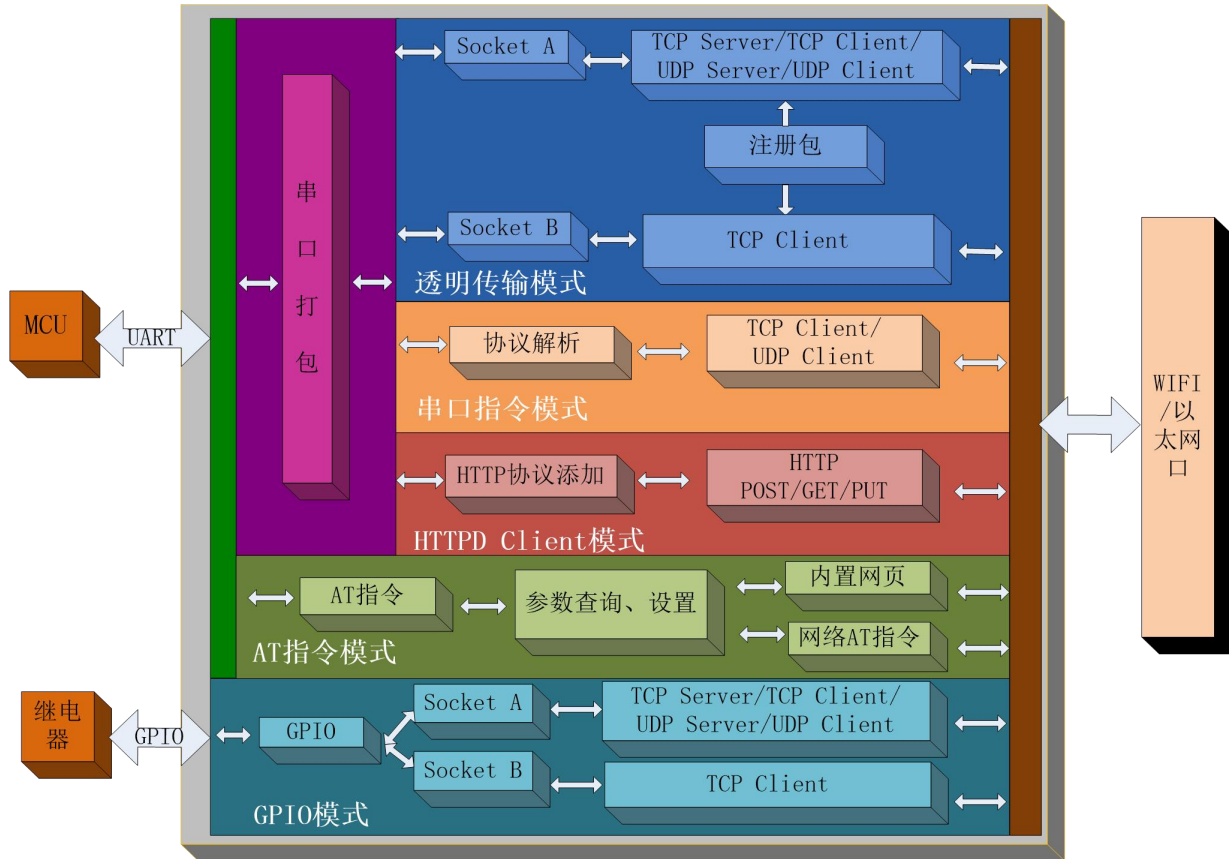 Socket A
TCP Server/TCP Client/
UDP Server/UDP Client
注册包
Socket B
TCP Client
透明传输模式
串
口
打
包
MCU
UART
协议解析
TCP Client/
UDP Client
串口指令模式
HTTP协议添加
HTTP
POST/GET/PUT
HTTPD Client模式
WIFI
/以
太网
口
AT指令
参数查询、设置
内置网页
网络AT指令
AT指令模式
继电
器
GPIO
GPIO
Socket A
TCP Server/TCP Client/
UDP Server/UDP Client
Socket B
TCP Client
GPIO模式